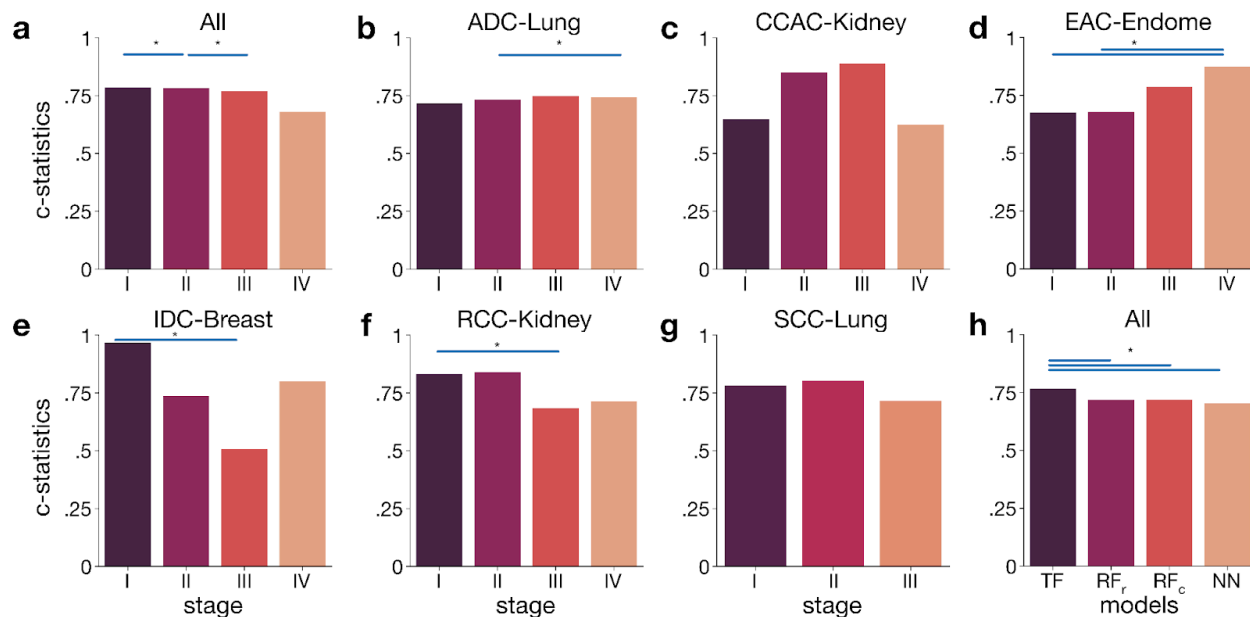 a All
b ADC-Lung
c CCAC-Kidney
d EAC-Endome
c-statistics
1
.75
.5
.25
0
* *
I II III IV
1
.75
.5
.25
0
*
I II III IV
1
.75
.5
.25
0
I II III IV
1
.75
.5
.25
0
*
I II III IV
e IDC-Breast
f RCC-Kidney
g SCC-Lung
h All
c-statistics
1
.75
.5
.25
0
*
I II III IV
stage
1
.75
.5
.25
0
*
I II III IV
stage
1
.75
.5
.25
0
I II III
stage
1
.75
.5
.25
0
*
TF RFr RFc NN
models